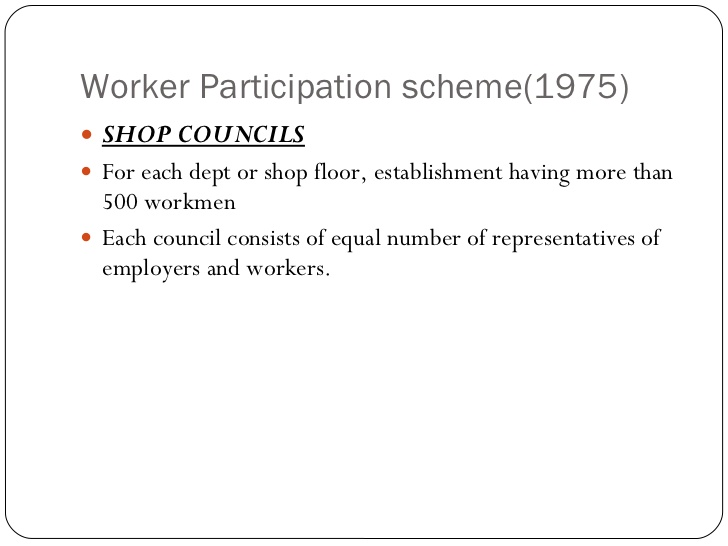 Worker Participation scheme(1975)
SHOP COUNCILS
For each dept or shop floor, establishment having more than
500 workmen
Each council consists of equal number of representatives of
employers and workers.